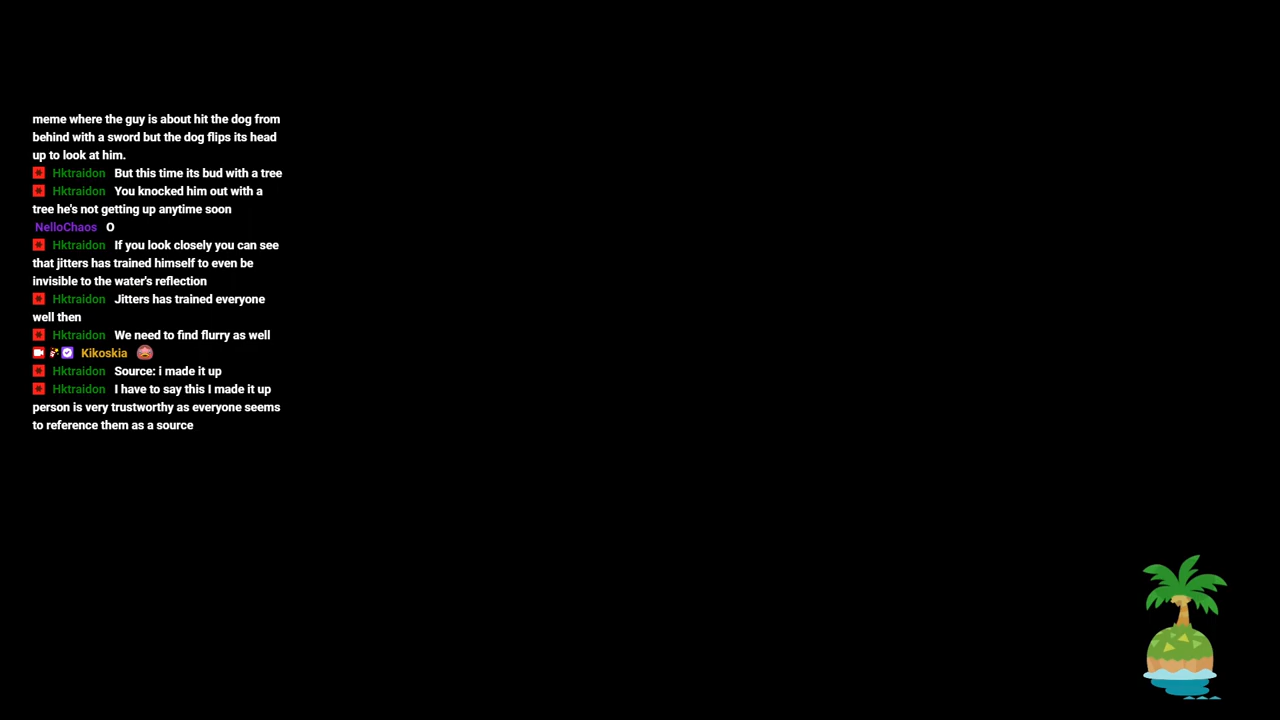 meme where the guy is about hit the dog from
behind with a sword but the dog flips its head
up to look at him.
Hktraidon But this time its bud with a tree
Hktraidon You knocked him out with a
tree he's not getting up anytime soon
NelloChaos O
Hktraidon If you look closely you can see
that jitters has trained himself to even be
invisible to the water's reflection
Hktraidon Jitters has trained everyone
well then
Hktraidon We need to find flurry as well
Kikoskia
Hktraidon Source: i made it up
Hktraidon I have to say this I made it up
person is very trustworthy as everyone seems
to reference them as a source